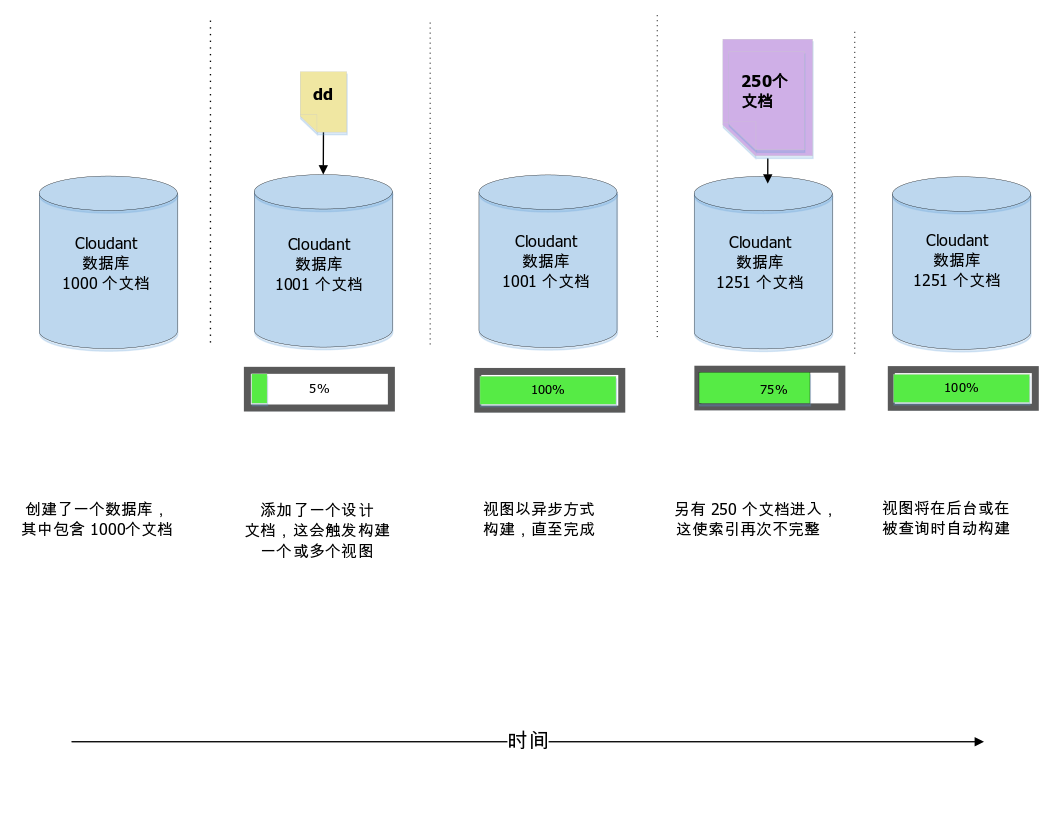 dd
250个
文档
Cloudant
数据库
1000 个文档
Cloudant
数据库
1001 个文档
Cloudant
数据库
1001 个文档
Cloudant
数据库
1251 个文档
Cloudant
数据库
1251 个文档
5%
100%
75%
100%
创建了一个数据库，
其中包含 1000个文档
添加了一个设计
文档，这会触发构建
一个或多个视图
视图以异步方式
构建，直至完成
另有 250 个文档进入，
这使索引再次不完整
视图将在后台或在
被查询时自动构建
时间